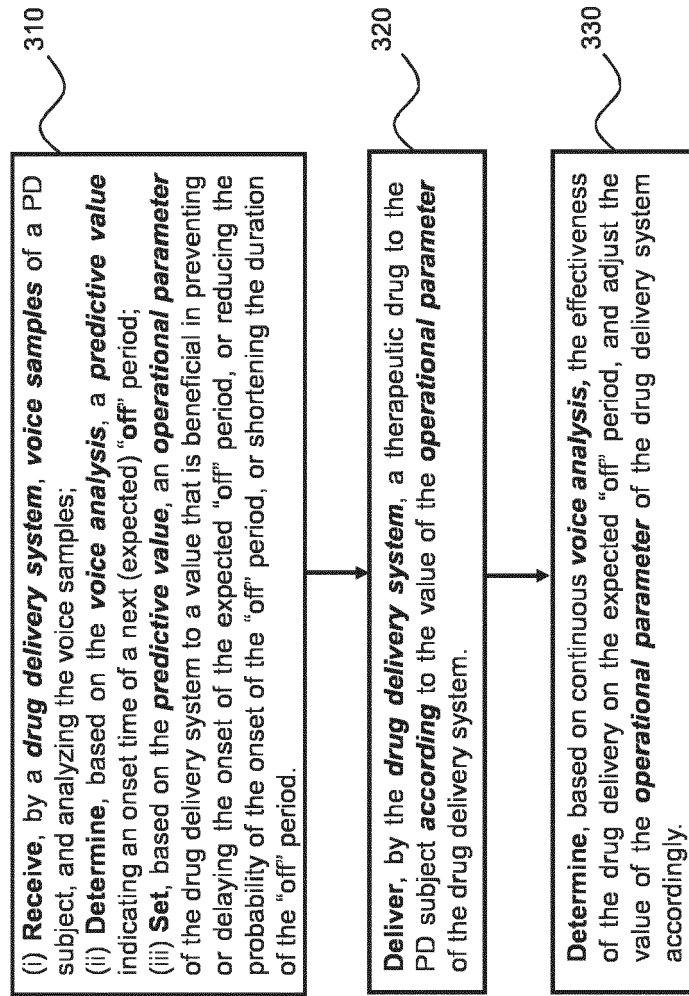 310
(i) Receive, by a drug delivery system, voice samples of a PD
subject, and analyzing the voice samples;
(ii) Determine, based on the voice analysis, a predictive value
indicating an onset time of a next (expected) “off” period;
(iii) Set, based on the predictive value, an operational parameter
of the drug delivery system to a value that is beneficial in preventing
or delaying the onset of the expected “off” period, or reducing the
probability of the onset of the “off” period, or shortening the duration
of the “off” period.
320
Deliver, by the drug delivery system, a therapeutic drug to the
PD subject according to the value of the operational parameter
of the drug delivery system.
330
Determine, based on continuous voice analysis, the effectiveness
of the drug delivery on the expected “off” period, and adjust the
value of the operational parameter of the drug delivery system
accordingly.